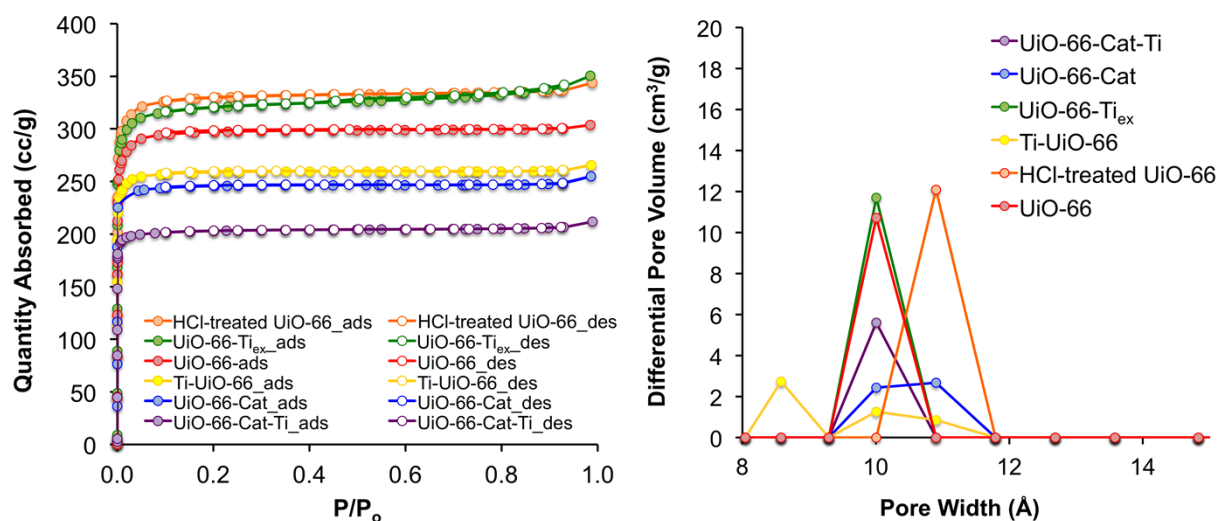 400
350
300
250
200
150
100
50
0
Quantity Absorbed (cc/g)
HCl-treated UiO-66_ads
HCl-treated UiO-66_des
UiO-66-Tiex_ads
UiO-66-Tiex_des
UiO-66-ads
UiO-66_des
Ti-UiO-66_ads
Ti-UiO-66_des
UiO-66-Cat_ads
UiO-66-Cat_des
UiO-66-Cat-Ti_ads
UiO-66-Cat-Ti_des
0.0 0.2 0.4 0.6 0.8 1.0
P/Po
20
18
16
14
12
10
8
6
4
2
0
Differential Pore Volume (cm³/g)
UiO-66-Cat-Ti
UiO-66-Cat
UiO-66-Tiex
Ti-UiO-66
HCl-treated UiO-66
UiO-66
8 10 12 14
Pore Width (Å)